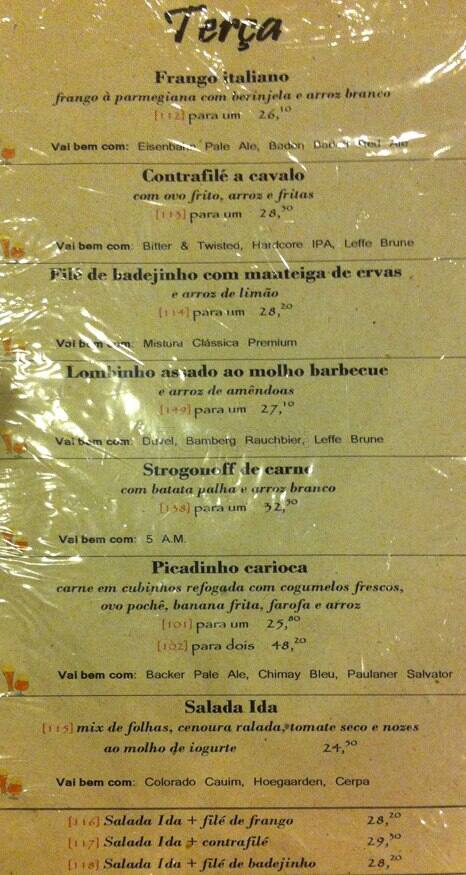 Terça
Frango italiano
frango à parmegiana com berinjela e arroz branco
[112] para um 26,10
Vai bem com: Eisenbahn Pale Ale, Baden Baden Red Ale
Contrafilé a cavalo
com ovo frito, arroz e fritas
[113] para um 28,50
Vai bem com: Bitter & Twisted, Hardcore IPA, Leffe Brune
Filé de badejinho com manteiga de ervas
e arroz de limão
[114] para um 28,20
Vai bem com: Mistura Clássica Premium
Lombinho assado ao molho barbecue
e arroz de amêndoas
[149] para um 27,10
Vai bem com: Duvel, Bamberg Rauchbier, Leffe Brune
Strogonoff de carne
com batata palha e arroz branco
[138] para um 32,50
Vai bem com: 5 A.M.
Picadinho carioca
carne em cubinhos refogada com cogumelos frescos,
ovo pochê, banana frita, farofa e arroz
[101] para um 25,80
[102] para dois 48,20
Vai bem com: Backer Pale Ale, Chimay Bleu, Paulaner Salvator
Salada Ida
[115] mix de folhas, cenoura ralada, tomate seco e nozes
ao molho de iogurte 24,50
Vai bem com: Colorado Cauim, Hoegaarden, Cerpa
[116] Salada Ida + filé de frango 28,20
[117] Salada Ida + contrafilé 29,50
[118] Salada Ida + filé de badejinho 28,20